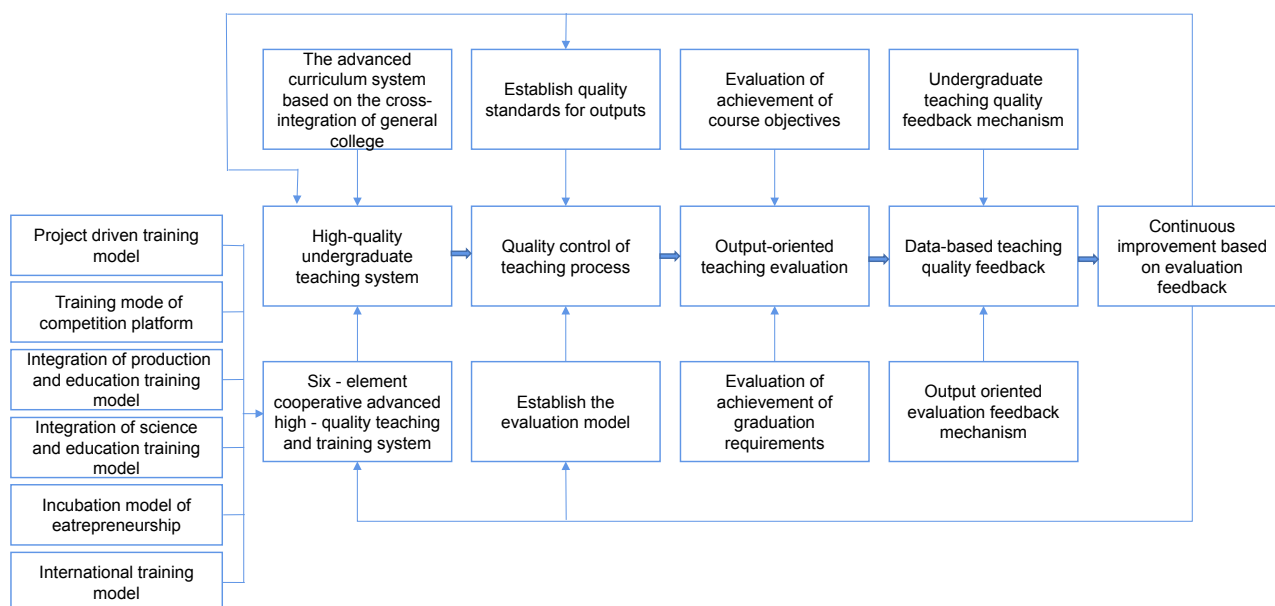 The advanced
curriculum system
based on the cross-
integration of general
college
Establish quality
standards for outputs
Evaluation of
achievement of
course objectives
Undergraduate
teaching quality
feedback mechanism
Project driven training
model
Training mode of
competition platform
Integration of production
and education training
model
Integration of science
and education training
model
Incubation model of
eatrepreneurship
International training
model
High-quality
undergraduate
teaching system
Quality control of
teaching process
Output-oriented
teaching evaluation
Data-based teaching
quality feedback
Continuous
improvement based
on evaluation
feedback
Six - element
cooperative advanced
high - quality teaching
and training system
Establish the
evaluation model
Evaluation of
achievement of
graduation
requirements
Output oriented
evaluation feedback
mechanism